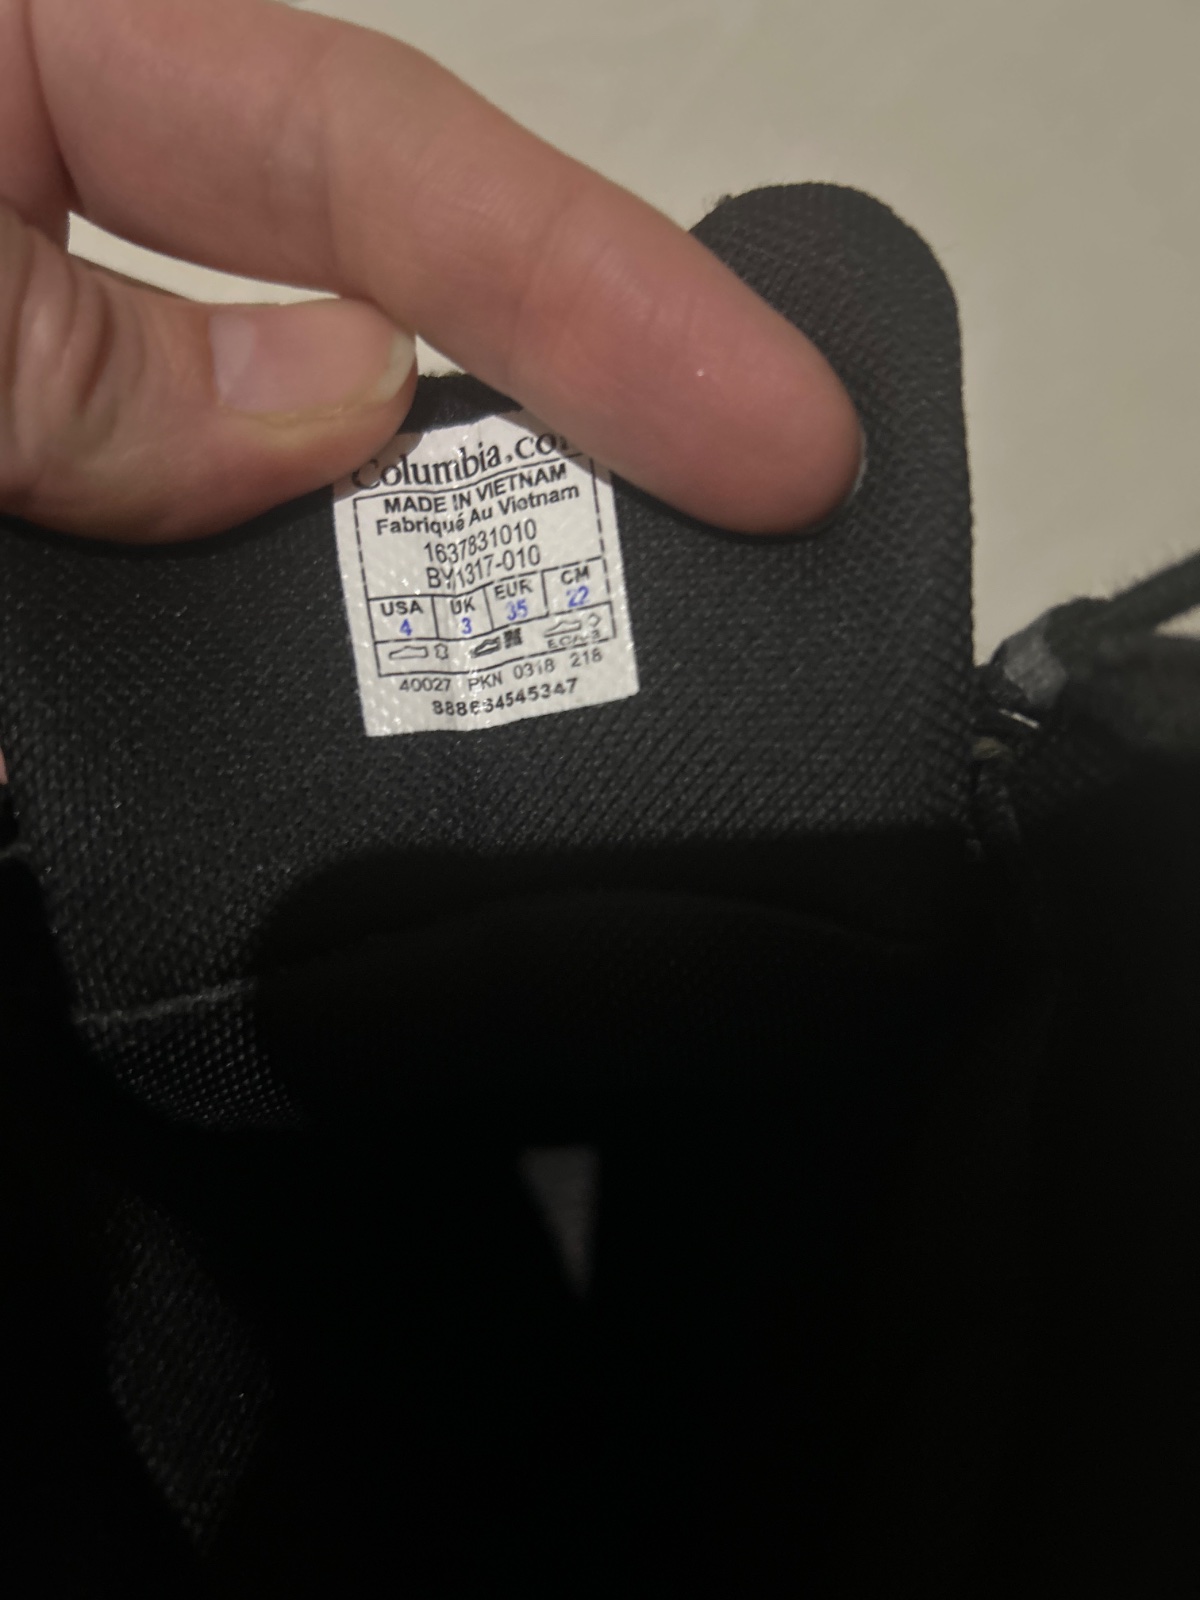 Columbia.co
MADE IN VIETNAM
Fabriqué Au Vietnam
1637831010
BY1317-010
USA UK EUR CM
4 3 35 22
40027 PKN 0318 218
888664545347